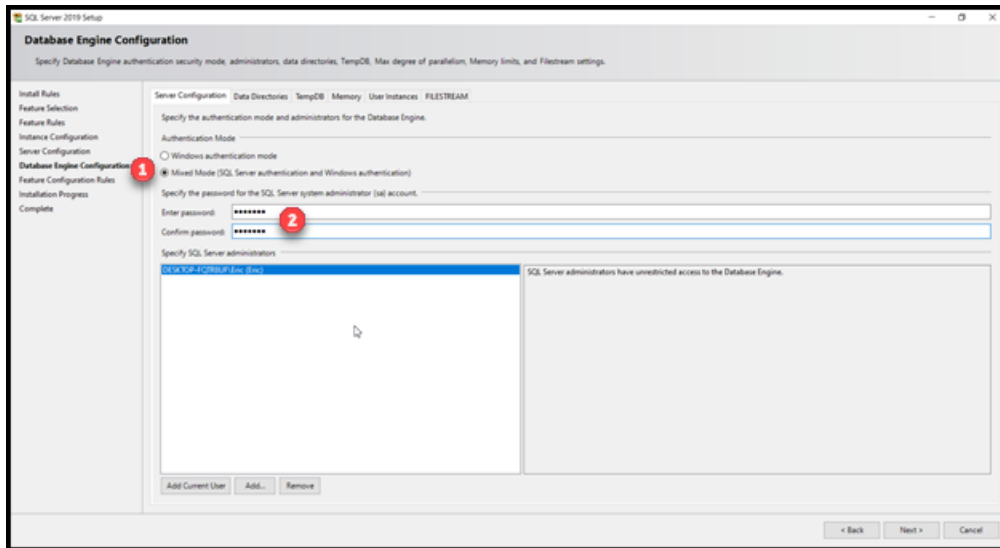 SQL Server 2019 Setup
Database Engine Configuration
Specify Database Engine authentication security mode, administrators, data directories, TempDB, Max degree of parallelism, Memory limits, and Filestream settings.
Install Rules
Feature Selection
Feature Rules
Instance Configuration
Server Configuration
Database Engine Configuration
Feature Configuration Rules
Installation Progress
Complete
Server Configuration Data Directories TempDB Memory User Instances FILESTREAM
Specify the authentication mode and administrators for the Database Engine.
Authentication Mode
Windows authentication mode
1
Mixed Mode (SQL Server authentication and Windows authentication)
Specify the password for the SQL Server system administrator (sa) account.
Enter password: •••••••
2
Confirm password: •••••••
Specify SQL Server administrators
(Eric)
SQL Server administrators have unrestricted access to the Database Engine.
Add Current User Add... Remove
< Back Next > Cancel